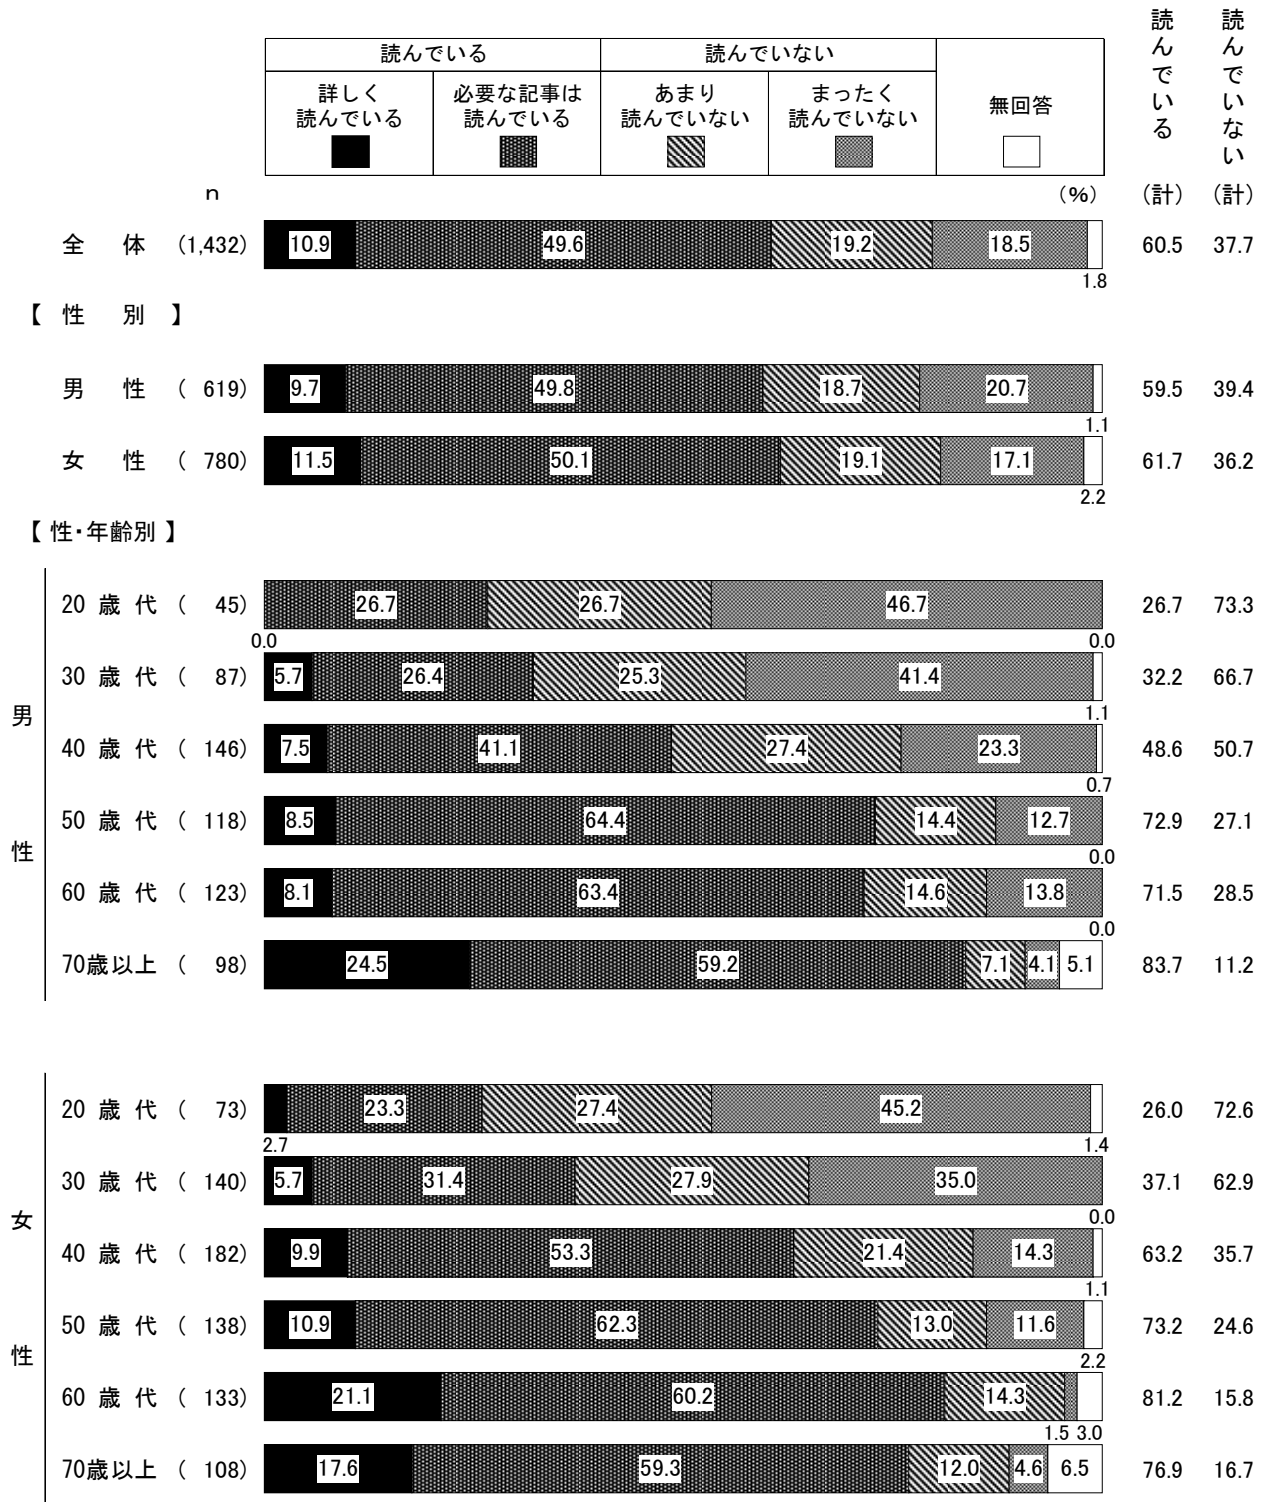 読んでいる 読んでいない
読んでいる 読んでいない
詳しく 必要な記事は あまり まったく 無回答
読んでいる 読んでいる 読んでいない 読んでいない
n (%) (計) (計)
全 体 (1,432) 10.9 49.6 19.2 18.5 60.5 37.7
1.8
【 性 別 】
男 性 ( 619) 9.7 49.8 18.7 20.7 59.5 39.4
1.1
女 性 ( 780) 11.5 50.1 19.1 17.1 61.7 36.2
2.2
【 性・年齢別 】
男性
20 歳 代 ( 45) 26.7 26.7 46.7 26.7 73.3
0.0 0.0
30 歳 代 ( 87) 5.7 26.4 25.3 41.4 32.2 66.7
1.1
40 歳 代 ( 146) 7.5 41.1 27.4 23.3 48.6 50.7
0.7
50 歳 代 ( 118) 8.5 64.4 14.4 12.7 72.9 27.1
0.0
60 歳 代 ( 123) 8.1 63.4 14.6 13.8 71.5 28.5
0.0
70歳以上 ( 98) 24.5 59.2 7.1 4.1 5.1 83.7 11.2
女性
20 歳 代 ( 73) 23.3 27.4 45.2 26.0 72.6
2.7 1.4
30 歳 代 ( 140) 5.7 31.4 27.9 35.0 37.1 62.9
0.0
40 歳 代 ( 182) 9.9 53.3 21.4 14.3 63.2 35.7
1.1
50 歳 代 ( 138) 10.9 62.3 13.0 11.6 73.2 24.6
2.2
60 歳 代 ( 133) 21.1 60.2 14.3 81.2 15.8
1.5 3.0
70歳以上 ( 108) 17.6 59.3 12.0 4.6 6.5 76.9 16.7